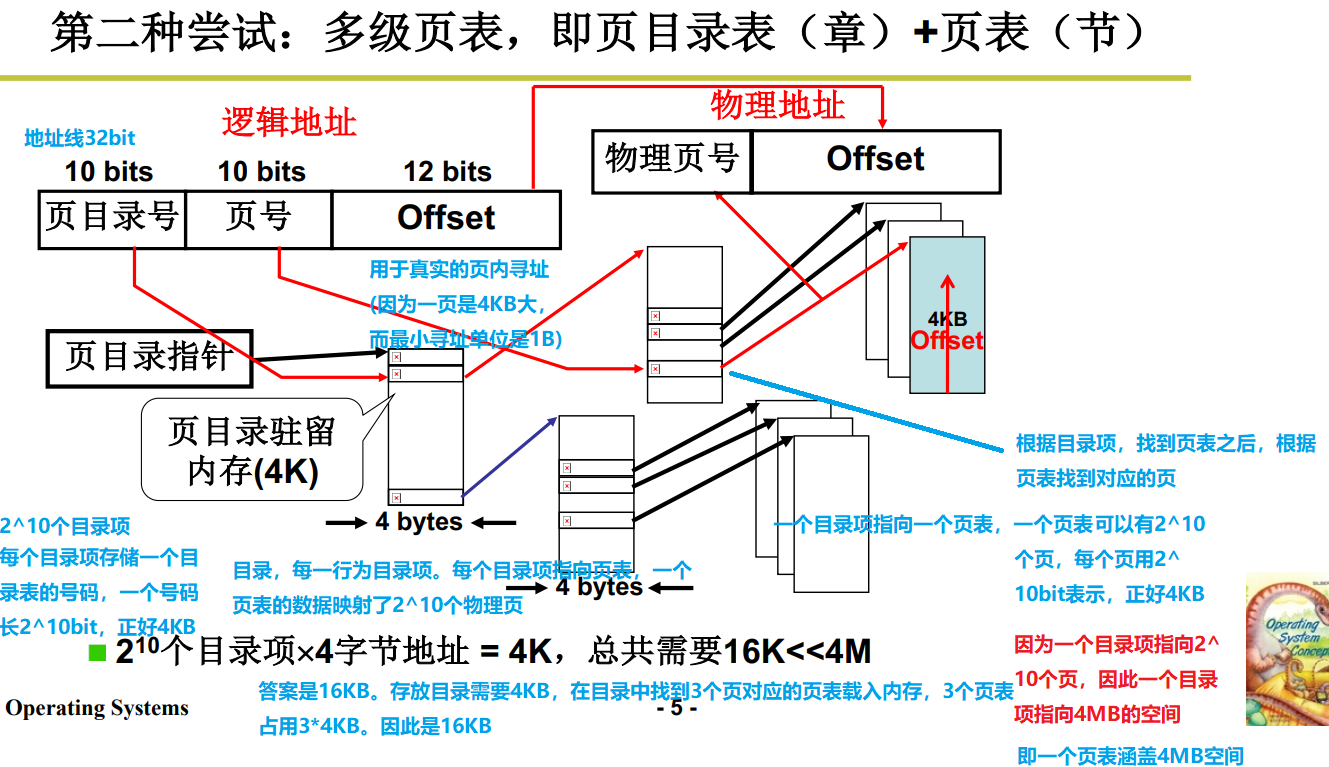 第二种尝试：多级页表，即页目录表（章）+页表（节）
地址线32bit
逻辑地址
物理地址
10 bits
10 bits
12 bits
页目录号
页号
Offset
物理页号
Offset
用于真实的页内寻址
(因为一页是4KB大，
而最小寻址单位是1B)
页目录指针
4KB
Offset
页目录驻留
内存(4K)
根据目录项，找到页表之后，根据
页表找到对应的页
4 bytes
一个目录项指向一个页表，一个页表可以有2^10
个页，每个页用2^
10bit表示，正好4KB
2^10个目录项
每个目录项存储一个目
录表的号码，一个号码
长2^10bit，正好4KB
目录，每一行为目录项。每个目录项指向页表，一个
页表的数据映射了2^10个物理页
4 bytes
210个目录项×4字节地址 = 4K，总共需要16K<<4M
因为一个目录项指向2^
10个页，因此一个目录
项指向4MB的空间
即一个页表涵盖4MB空间
答案是16KB。存放目录需要4KB，在目录中找到3个页对应的页表载入内存，3个页表
占用3*4KB。因此是16KB
Operating Systems
- 5 -
Operating
System
Concep